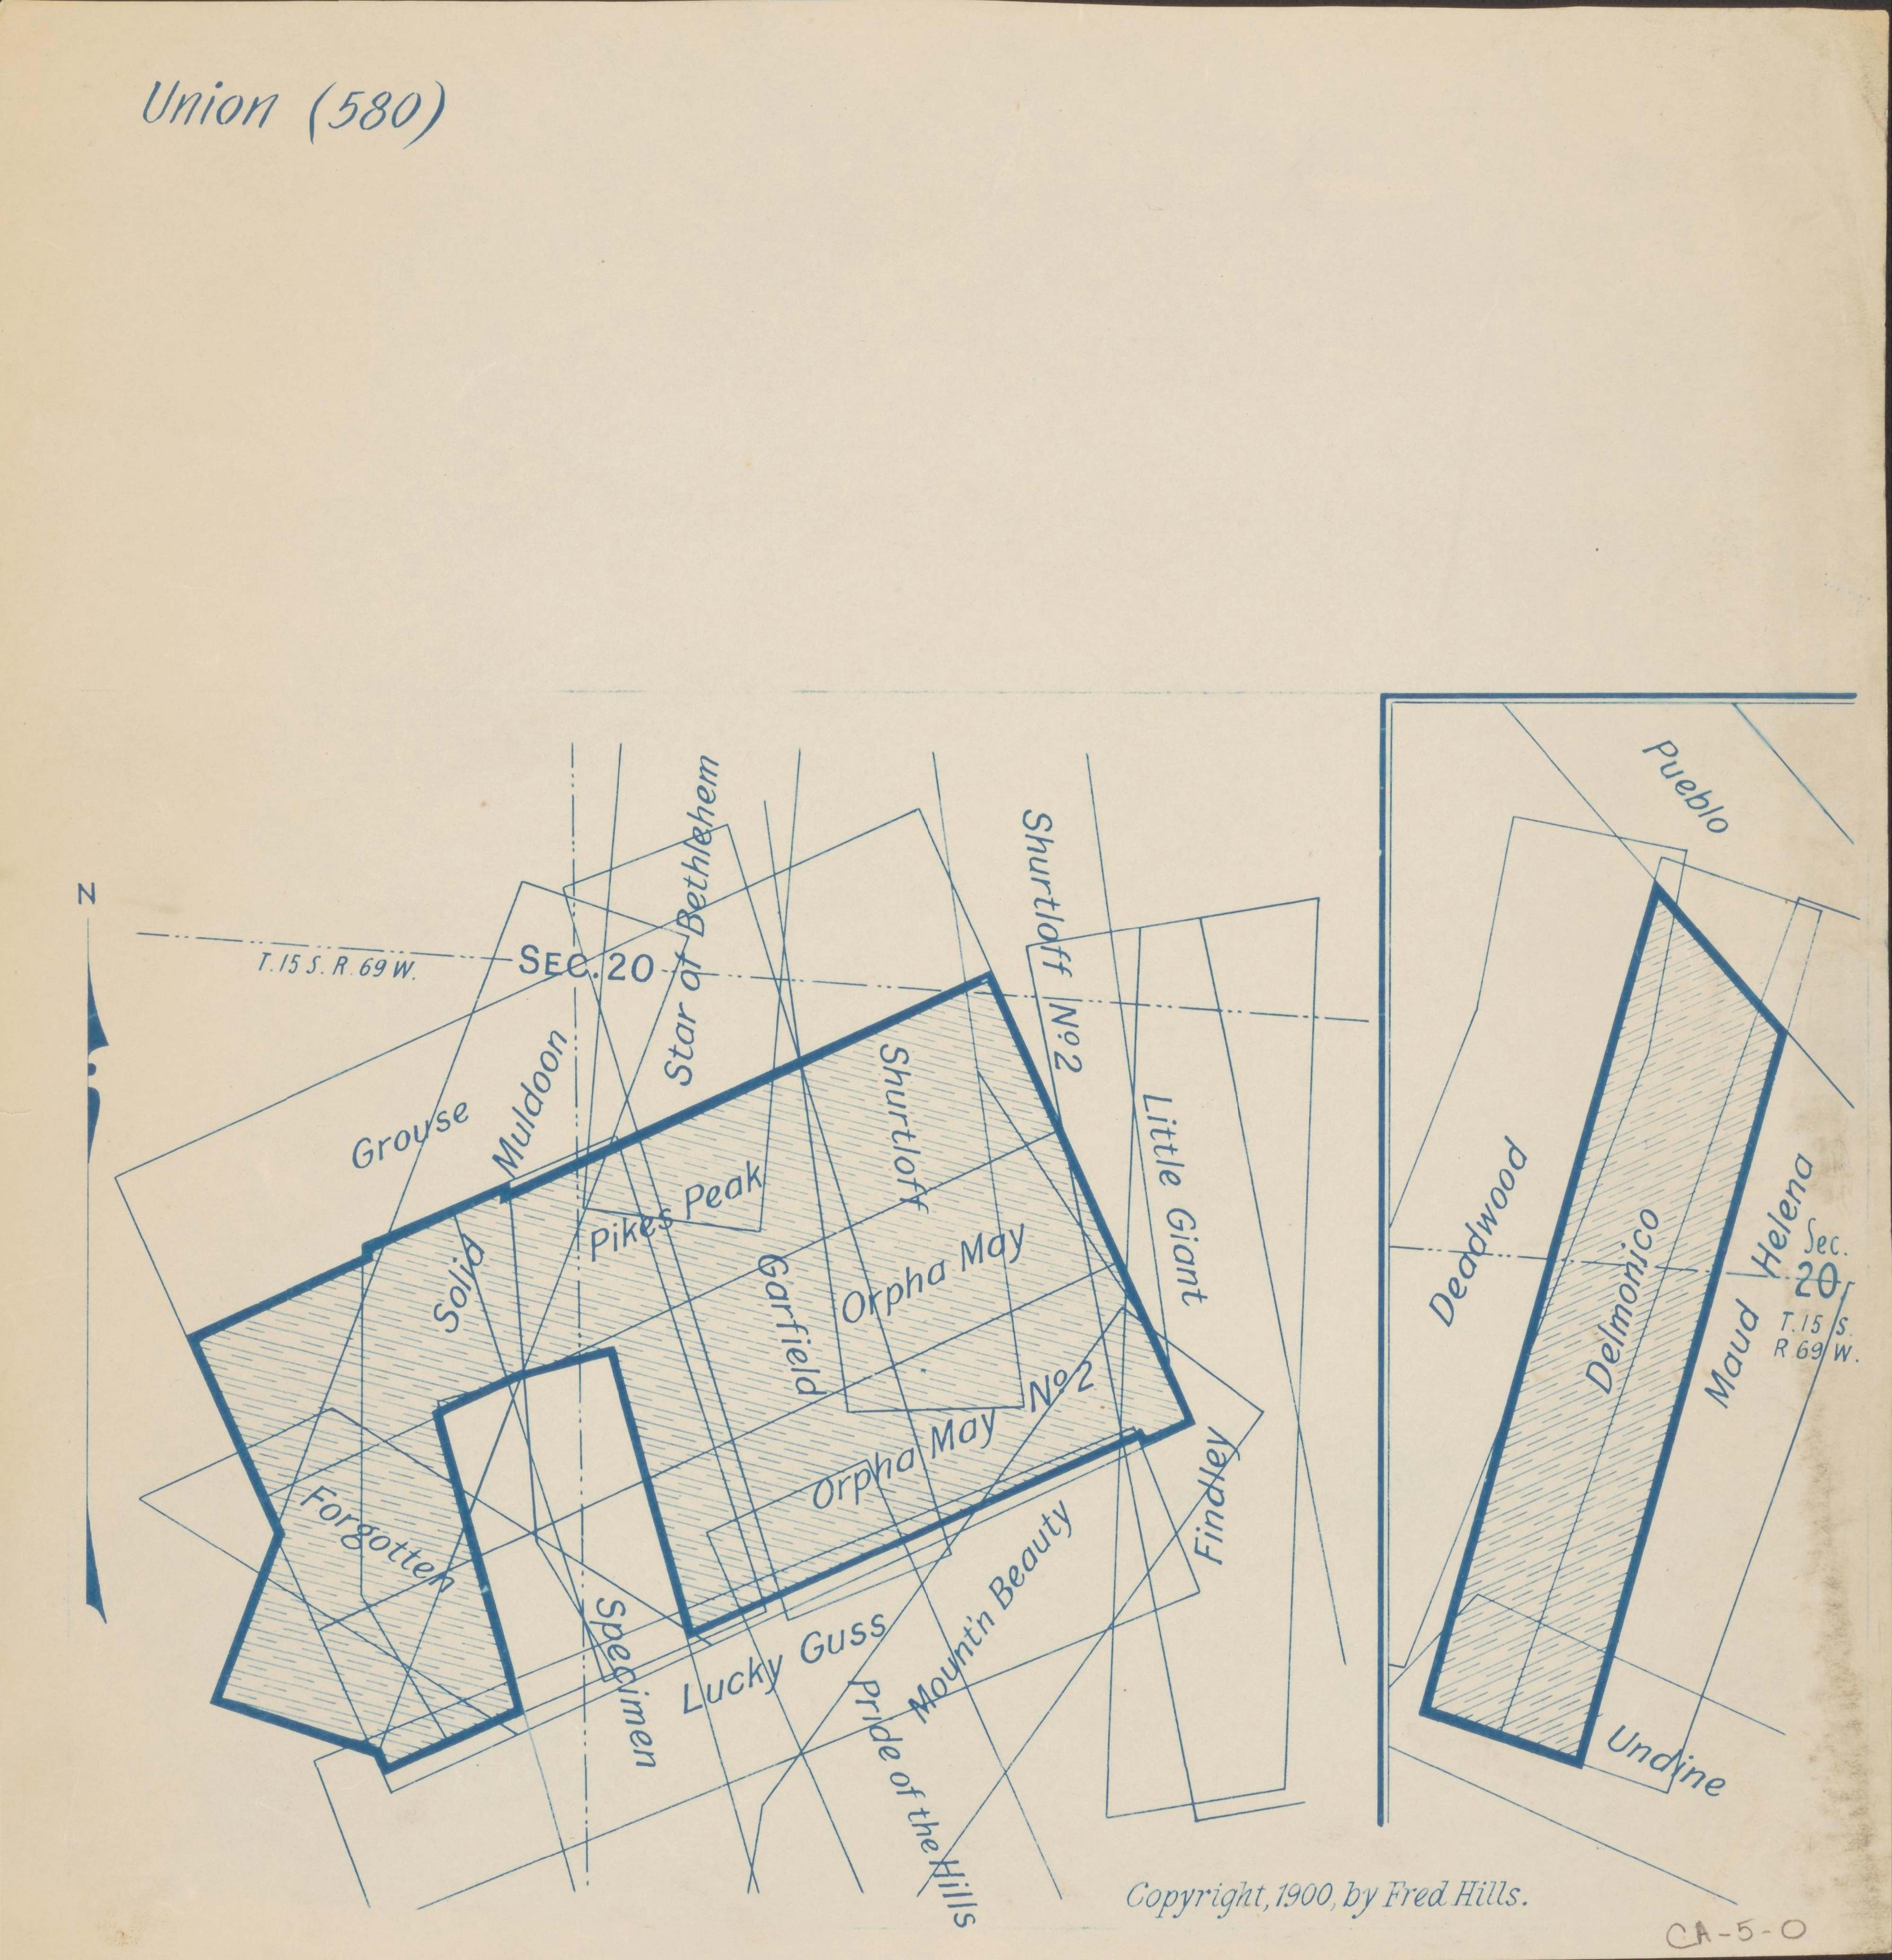 Union (580)
N
SEC. 20
T. 15 S. R. 69 W.
Star of Bethlehem
Shurtloff Nº 2
Muldoon
Grouse
Shurtloff
Pikes Peak
Little Giant
Solid
Garfield
Orpha May
Orpha May Nº 2
Forgotten
Findley
Specimen
Lucky Guss
Mount'n Beauty
Pride of the Hills
Pueblo
Deadwood
Delmonico
Maud Helena
Sec.
20
T. 15 S.
R 69 W.
Undine
Copyright, 1900, by Fred Hills.
CA-5-O